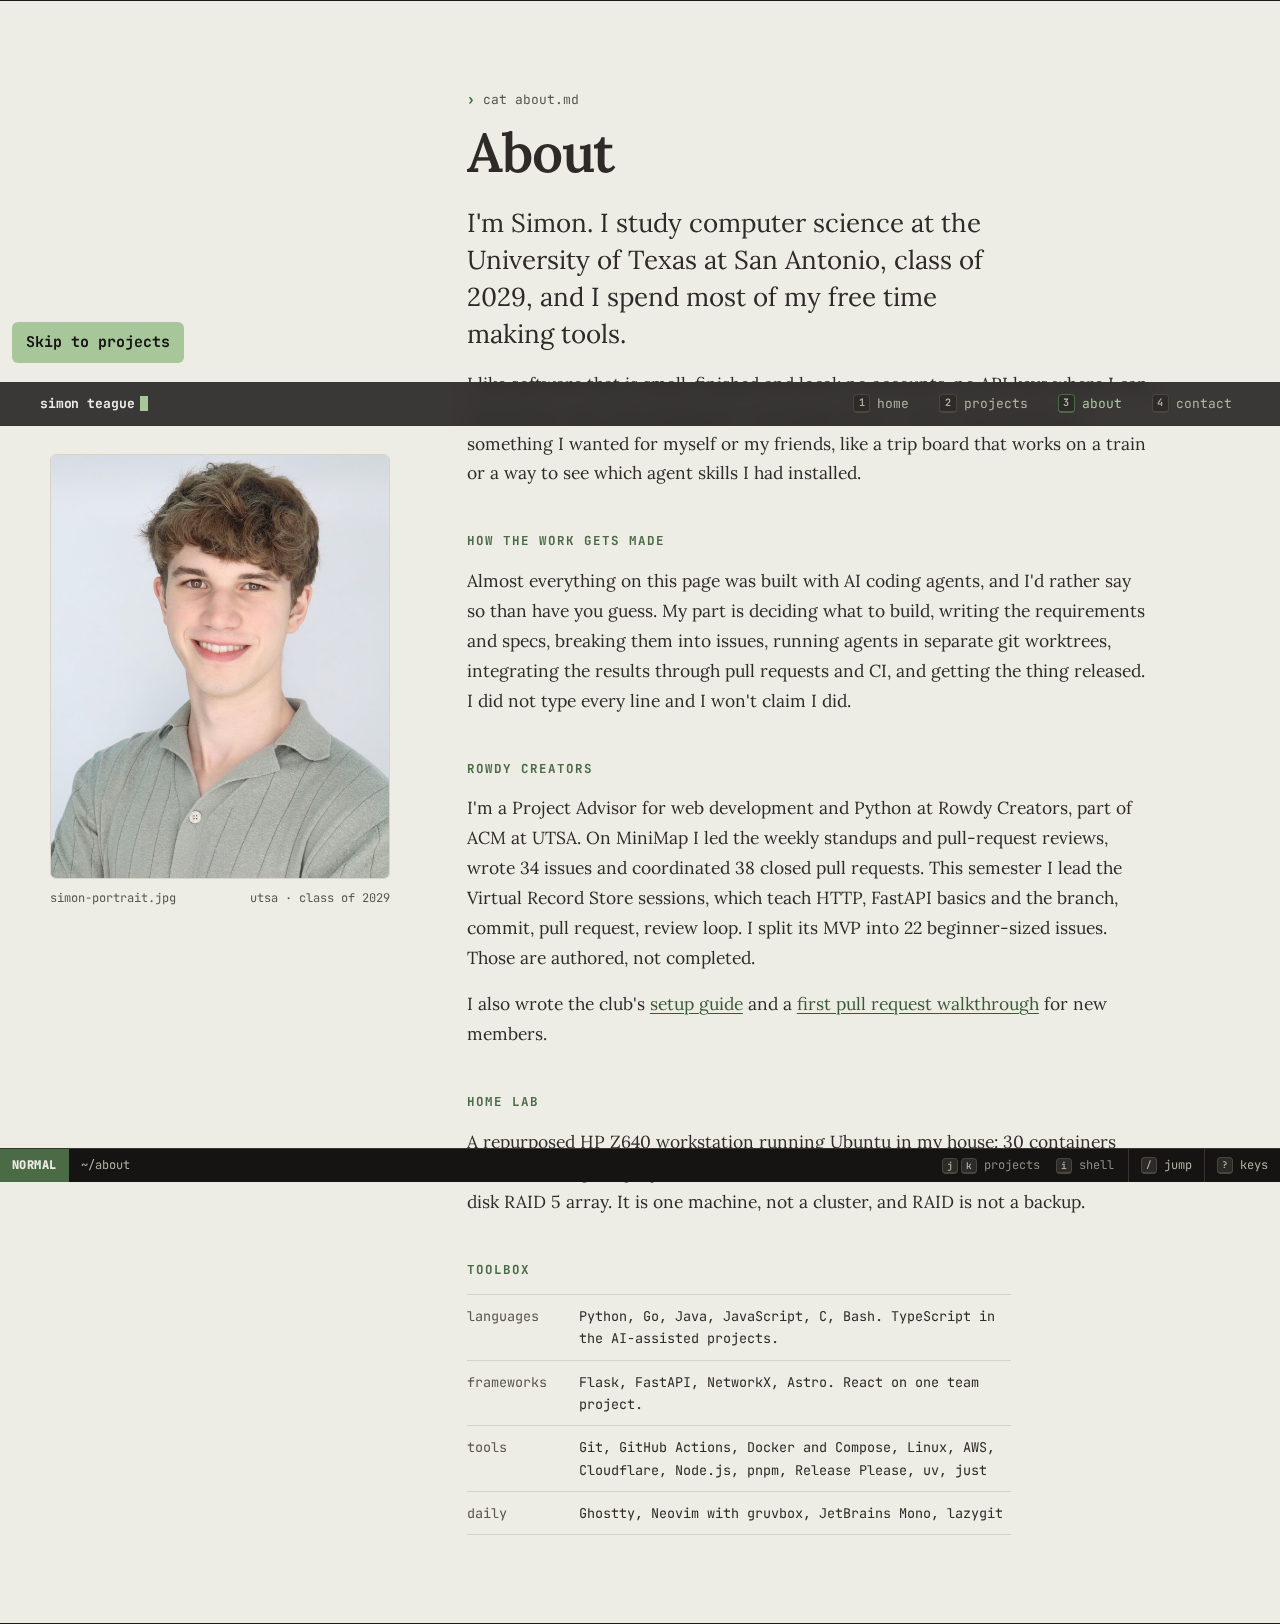 › cat about.md
About
I'm Simon. I study computer science at the
University of Texas at San Antonio, class of
2029, and I spend most of my free time
making tools.
Skip to projects
I like software that is small, finished and local: no accounts, no API keys where I can
simon teague
1 home 2 projects 3 about 4 contact
something I wanted for myself or my friends, like a trip board that works on a train
or a way to see which agent skills I had installed.
HOW THE WORK GETS MADE
Almost everything on this page was built with AI coding agents, and I'd rather say
so than have you guess. My part is deciding what to build, writing the requirements
and specs, breaking them into issues, running agents in separate git worktrees,
integrating the results through pull requests and CI, and getting the thing released.
I did not type every line and I won't claim I did.
simon-portrait.jpg
utsa · class of 2029
ROWDY CREATORS
I'm a Project Advisor for web development and Python at Rowdy Creators, part of
ACM at UTSA. On MiniMap I led the weekly standups and pull-request reviews,
wrote 34 issues and coordinated 38 closed pull requests. This semester I lead the
Virtual Record Store sessions, which teach HTTP, FastAPI basics and the branch,
commit, pull request, review loop. I split its MVP into 22 beginner-sized issues.
Those are authored, not completed.
I also wrote the club's setup guide and a first pull request walkthrough for new
members.
HOME LAB
A repurposed HP Z640 workstation running Ubuntu in my house: 30 containers
NORMAL ~/about
j k projects i shell / jump ? keys
disk RAID 5 array. It is one machine, not a cluster, and RAID is not a backup.
TOOLBOX
languages Python, Go, Java, JavaScript, C, Bash. TypeScript in
the AI-assisted projects.
frameworks Flask, FastAPI, NetworkX, Astro. React on one team
project.
tools Git, GitHub Actions, Docker and Compose, Linux, AWS,
Cloudflare, Node.js, pnpm, Release Please, uv, just
daily Ghostty, Neovim with gruvbox, JetBrains Mono, lazygit